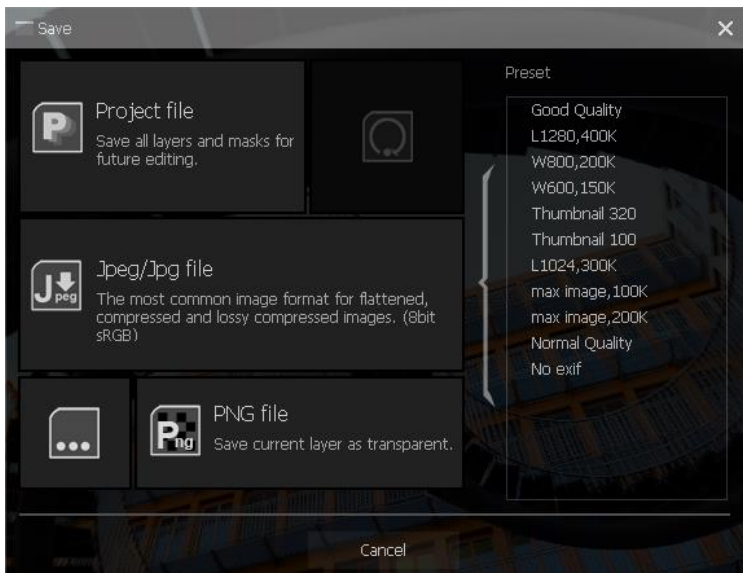 Save
Preset
P
Project file
Save all layers and masks for
future editing.
J
peg
Jpeg/Jpg file
The most common image format for flattened,
compressed and lossy compressed images. (8bit
sRGB)
Png
PNG file
Save current layer as transparent.
Good Quality
L1280,400K
W800,200K
W600,150K
Thumbnail 320
Thumbnail 100
L1024,300K
max image,100K
max image,200K
Normal Quality
No exif
Cancel